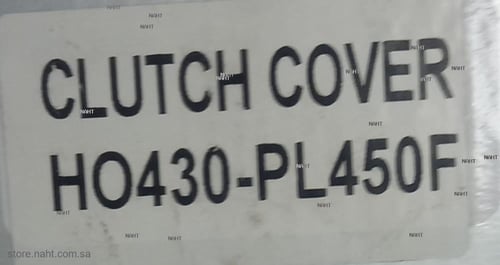 CLUTCH COVER
HO430-PL450F
store.naht.com.sa